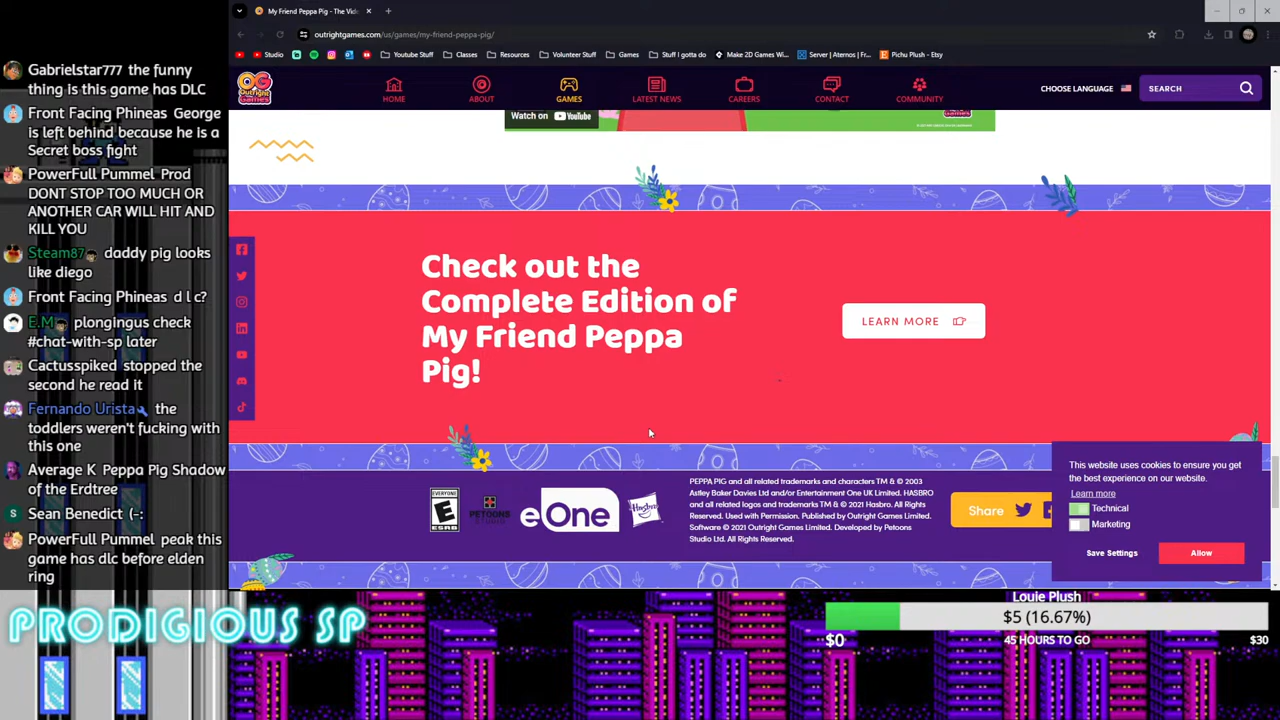 Gabrielstar777 the funny
thing is this game has DLC
Front Facing Phineas George
is left behind because he is a
Secret boss fight
PowerFull Pummel Prod
DONT STOP TOO MUCH OR
ANOTHER CAR WILL HIT AND
KILL YOU
Steam87 daddy pig looks
like diego
Front Facing Phineas d l c?
E.M plongingus check
#chat-with-sp later
Cactusspiked stopped the
second he read it
Fernando Urista the
toddlers weren't fucking with
this one
Average K Peppa Pig Shadow
of the Erdtree
Sean Benedict (-:
PowerFull Pummel peak this
game has dlc before elden
ring
PRODIGIOUS SP
My Friend Peppa Pig - The Vid
outrightgames.com/us/games/my-friend-peppa-pig/
YouTube
Studio
Youtube Stuff
Classes
Resources
Volunteer Stuff
Games
Stuff I gotta do
Make 2D Games Wi...
Server | Aternos | Fr...
Pichu Plush - Etsy
OG Outright Games
HOME
ABOUT
GAMES
LATEST NEWS
CAREERS
CONTACT
COMMUNITY
CHOOSE LANGUAGE
SEARCH
Watch on YouTube
Check out the
Complete Edition of
My Friend Peppa
Pig!
LEARN MORE
EVERYONE
E
ESRB
PETOONS
STUDIO
eOne
Hasbro
PEPPA PIG and all related trademarks and characters TM & © 2003
Astley Baker Davies Ltd and/or Entertainment One UK Limited. HASBRO
and all related logos and trademarks TM & © 2021 Hasbro. All Rights
Reserved. Used with Permission. Published by Outright Games Limited.
Software © 2021 Outright Games Limited. Developed by Petoons
Studio Ltd. All Rights Reserved.
Share
This website uses cookies to ensure you get
the best experience on our website.
Learn more
Technical
Marketing
Save Settings
Allow
Louie Plush
$5 (16.67%)
$0
45 HOURS TO GO
$30